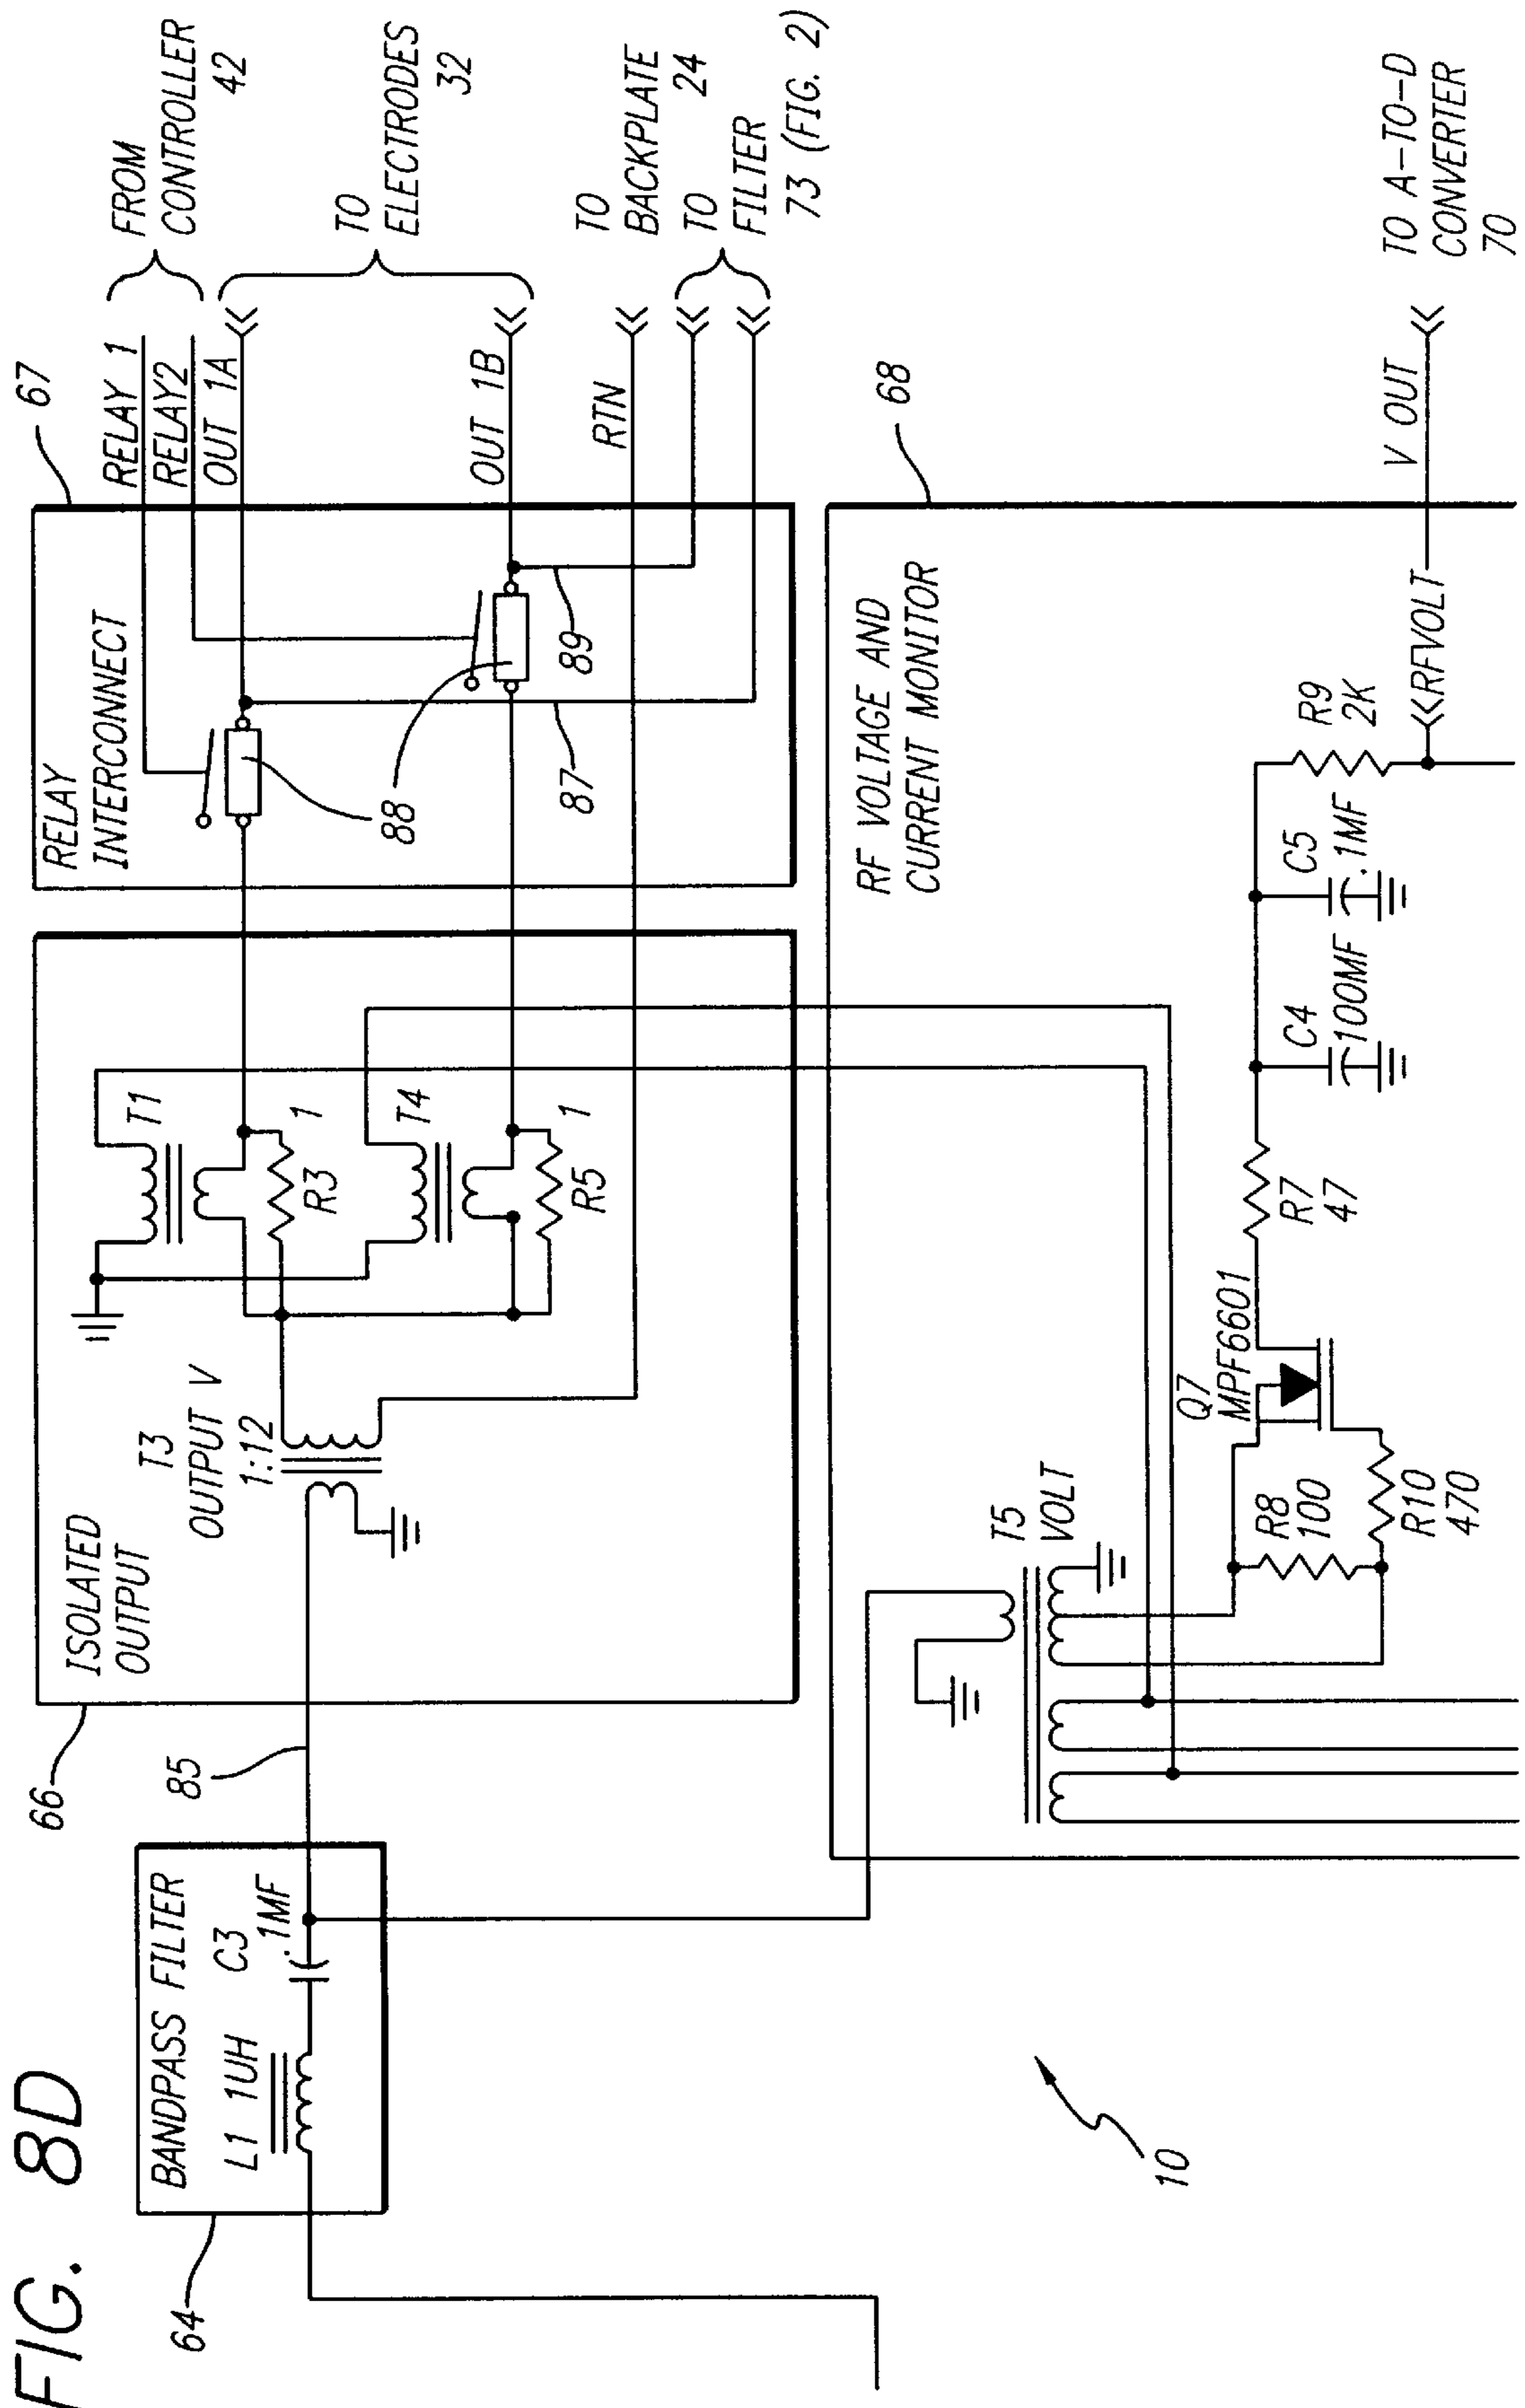 FIG. 8D
64
BANDPASS FILTER
L1 1UH
C3
.1MF
85
66
ISOLATED
OUTPUT
T3
OUTPUT V
1:12
T1
1
R3
T4
1
R5
67
RELAY
INTERCONNECT
88
87
89
RELAY 1
RELAY2
OUT 1A
OUT 1B
RTN
FROM
CONTROLLER
42
TO
ELECTRODES
32
TO
BACKPLATE
24
TO
FILTER
73 (FIG. 2)
68
RF VOLTAGE AND
CURRENT MONITOR
T5
VOLT
R8
100
R10
470
Q7
MPF6601
R7
47
C4
100MF
C5
.1MF
R9
2K
RFVOLT
V OUT
TO A-TO-D
CONVERTER
70
10